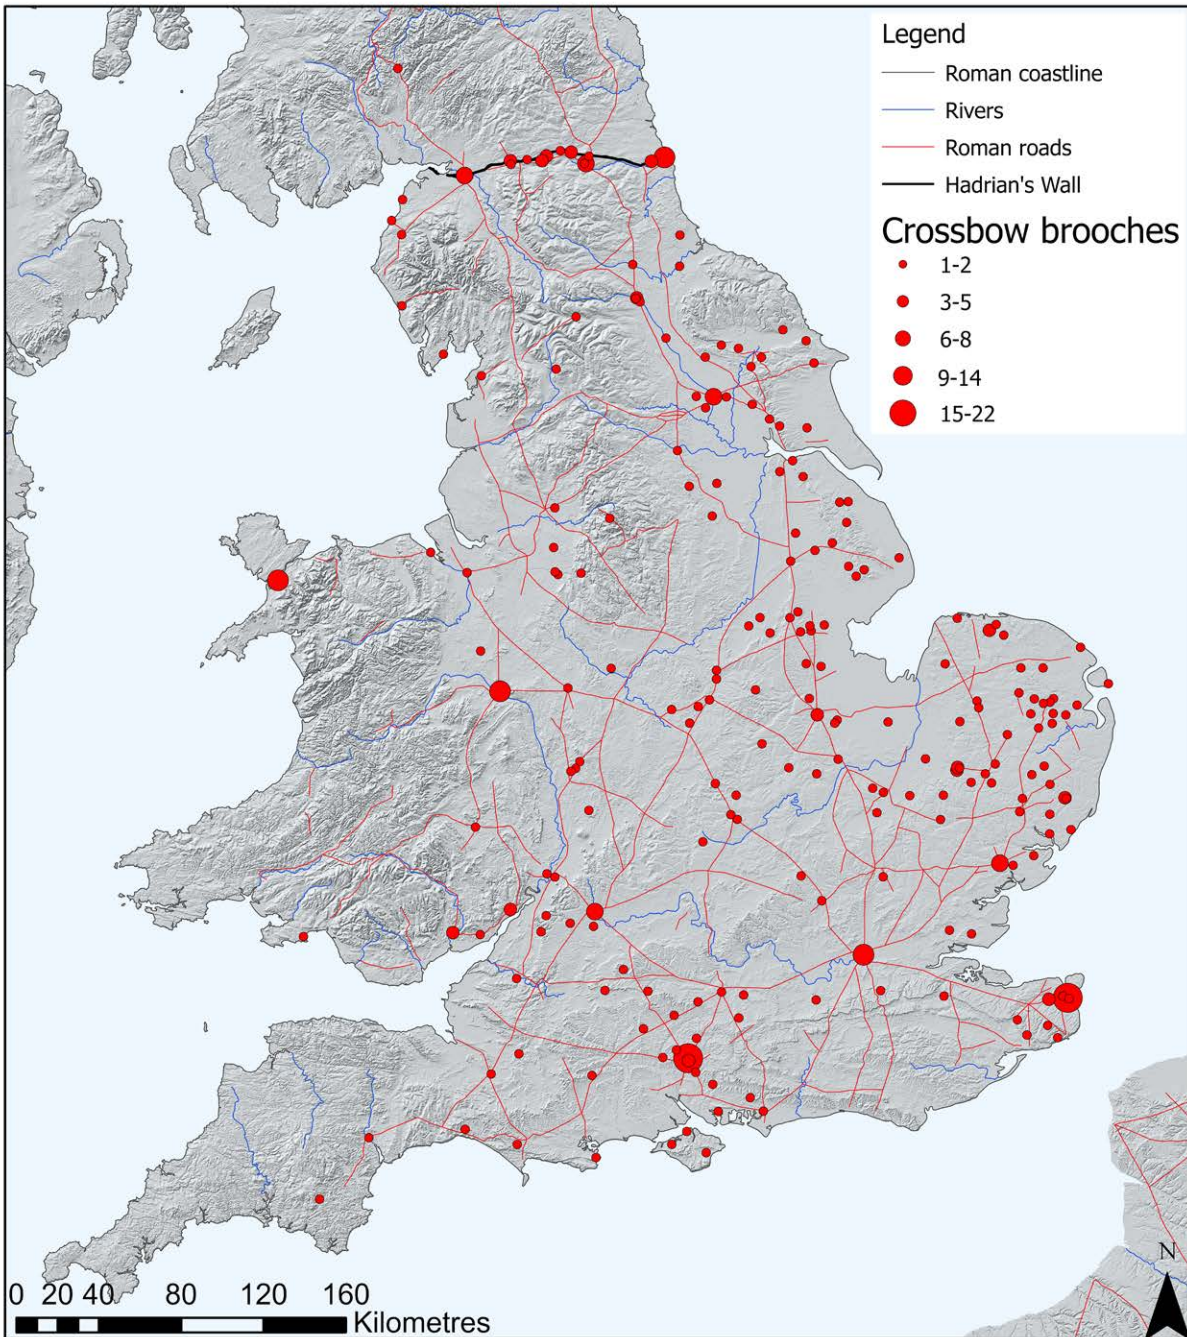 Legend
Roman coastline
Rivers
Roman roads
Hadrian's Wall
Crossbow brooches
1-2
3-5
6-8
9-14
15-22
N
0 20 40 80 120 160
Kilometres